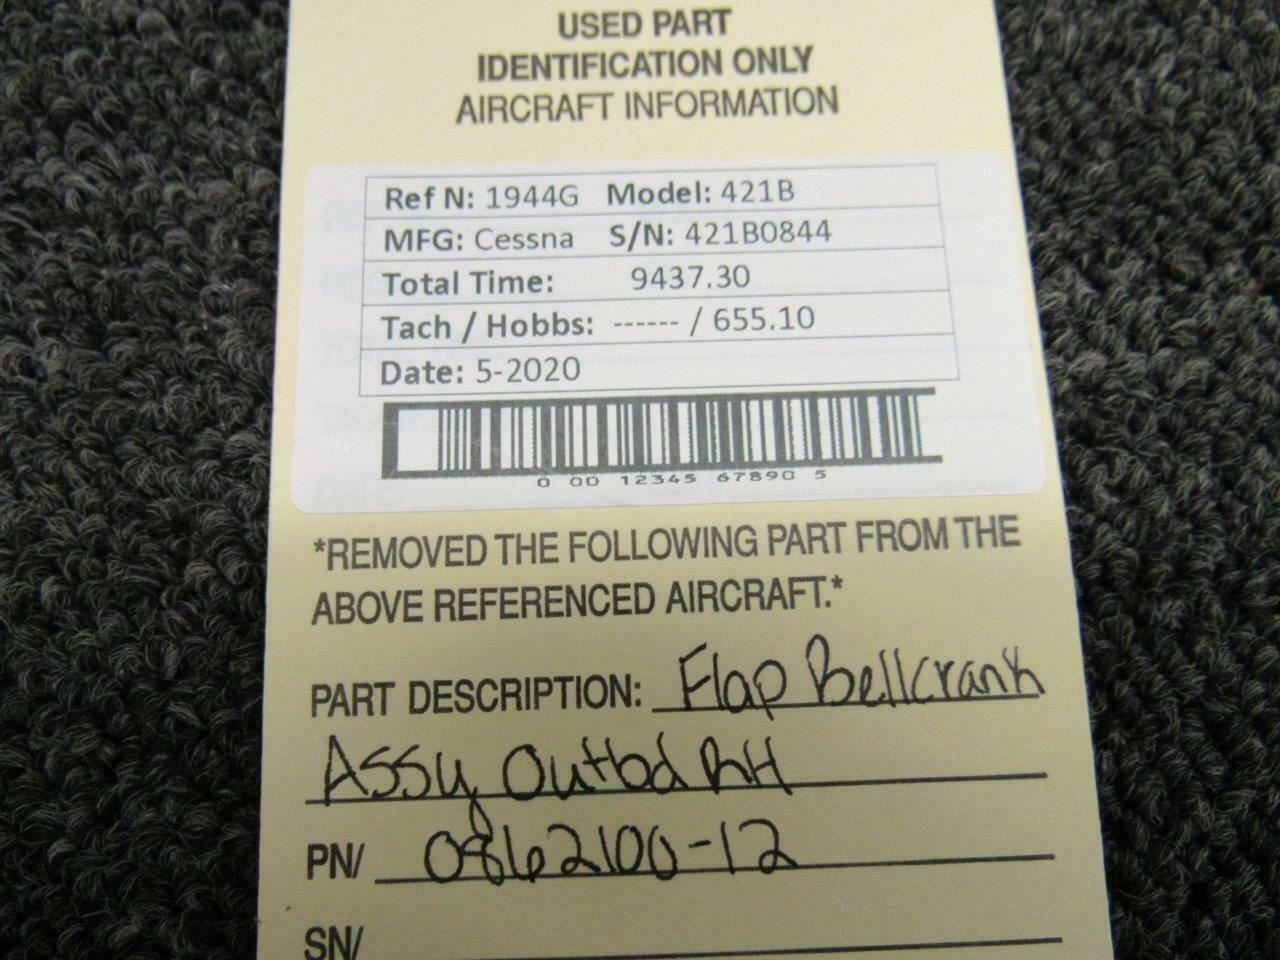 USED PART
IDENTIFICATION ONLY
AIRCRAFT INFORMATION
Ref N: 1944G Model: 421B
MFG: Cessna S/N: 421B0844
Total Time: 9437.30
Tach / Hobbs: ------ / 655.10
Date: 5-2020
0 00 12345 67890 5
*REMOVED THE FOLLOWING PART FROM THE
ABOVE REFERENCED AIRCRAFT.*
PART DESCRIPTION: Flap Bellcrank
Assy Outbd RH
PN/ 0862100-12
SN/